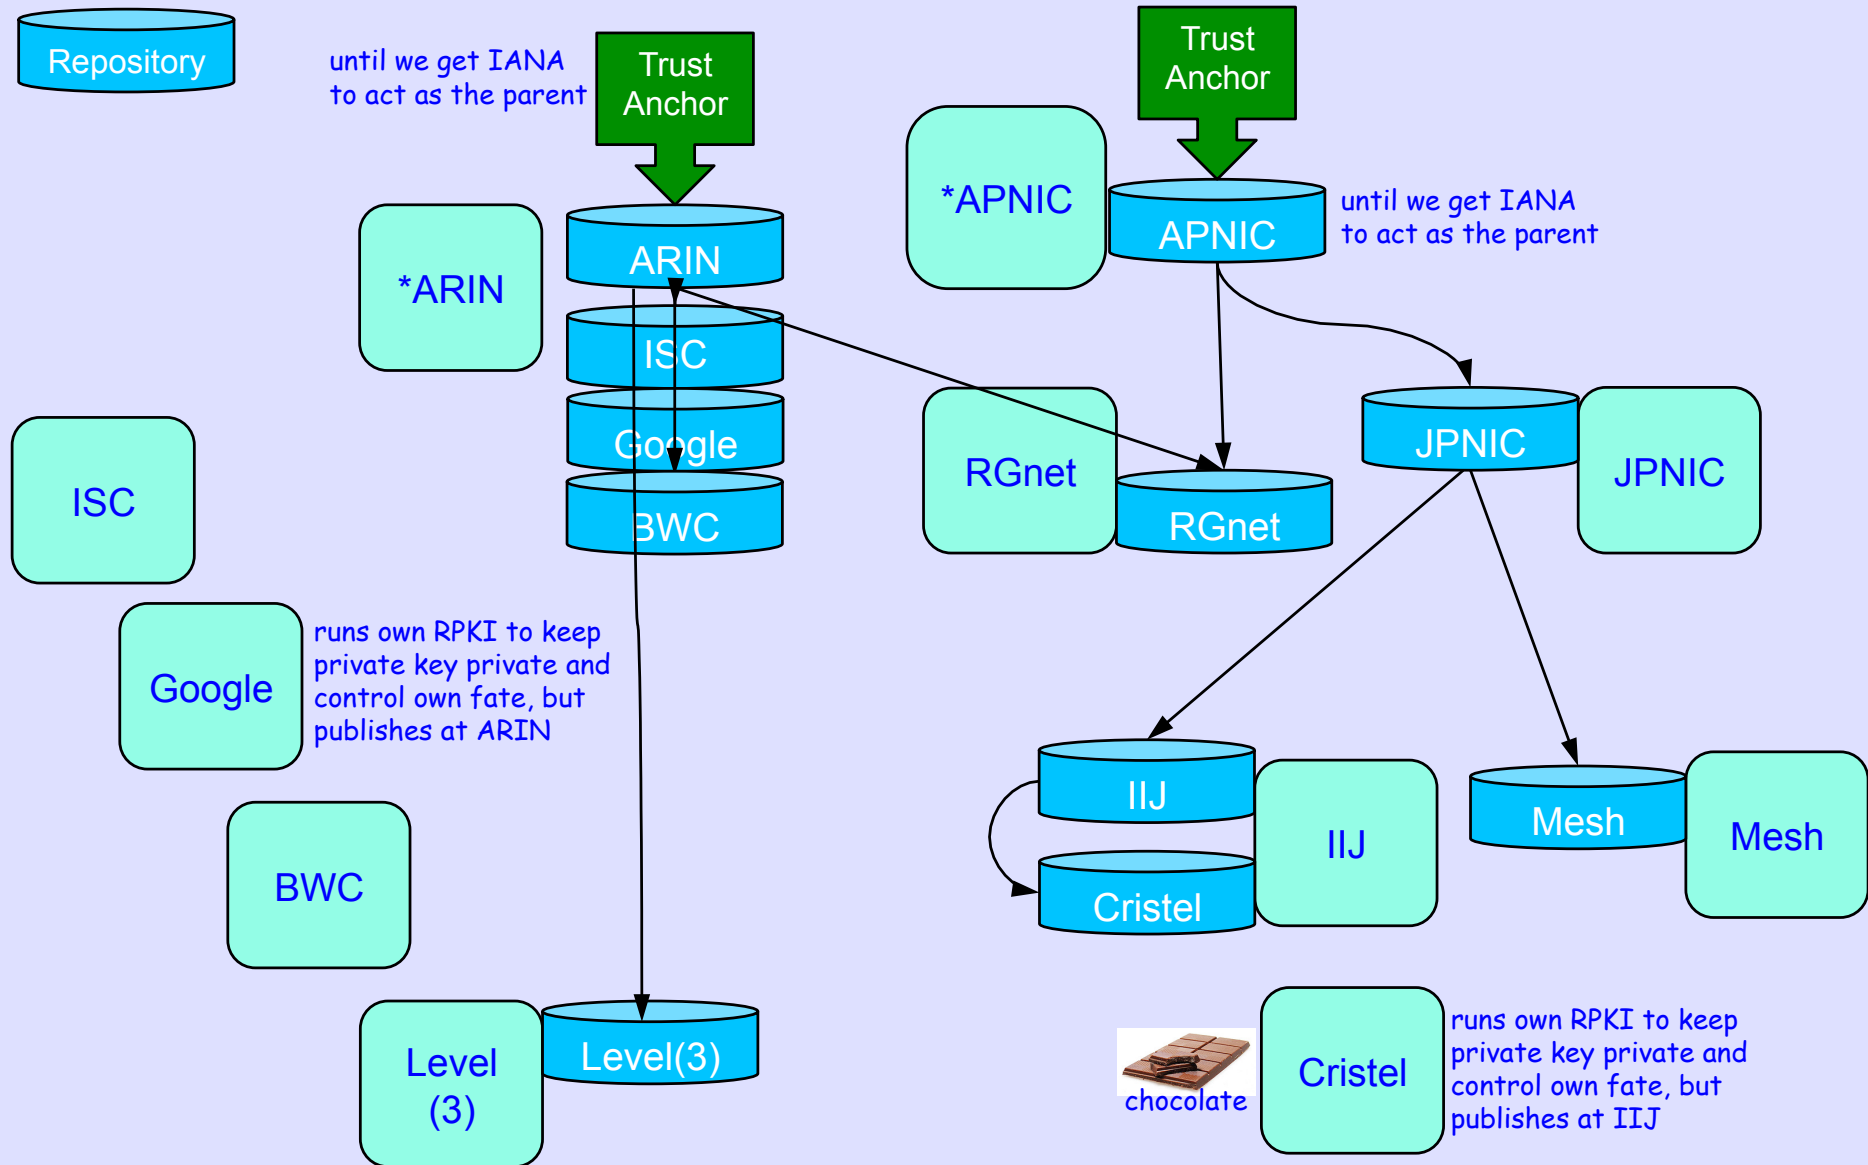 Repository
until we get IANA
to act as the parent
Trust
Anchor
Trust
Anchor
*APNIC
APNIC
until we get IANA
to act as the parent
*ARIN
ARIN
ISC
Google
BWC
RGnet
RGnet
JPNIC
JPNIC
ISC
Google
runs own RPKI to keep
private key private and
control own fate, but
publishes at ARIN
BWC
IIJ
Cristel
IIJ
Mesh
Mesh
Level
(3)
Level(3)
chocolate
Cristel
runs own RPKI to keep
private key private and
control own fate, but
publishes at IIJ